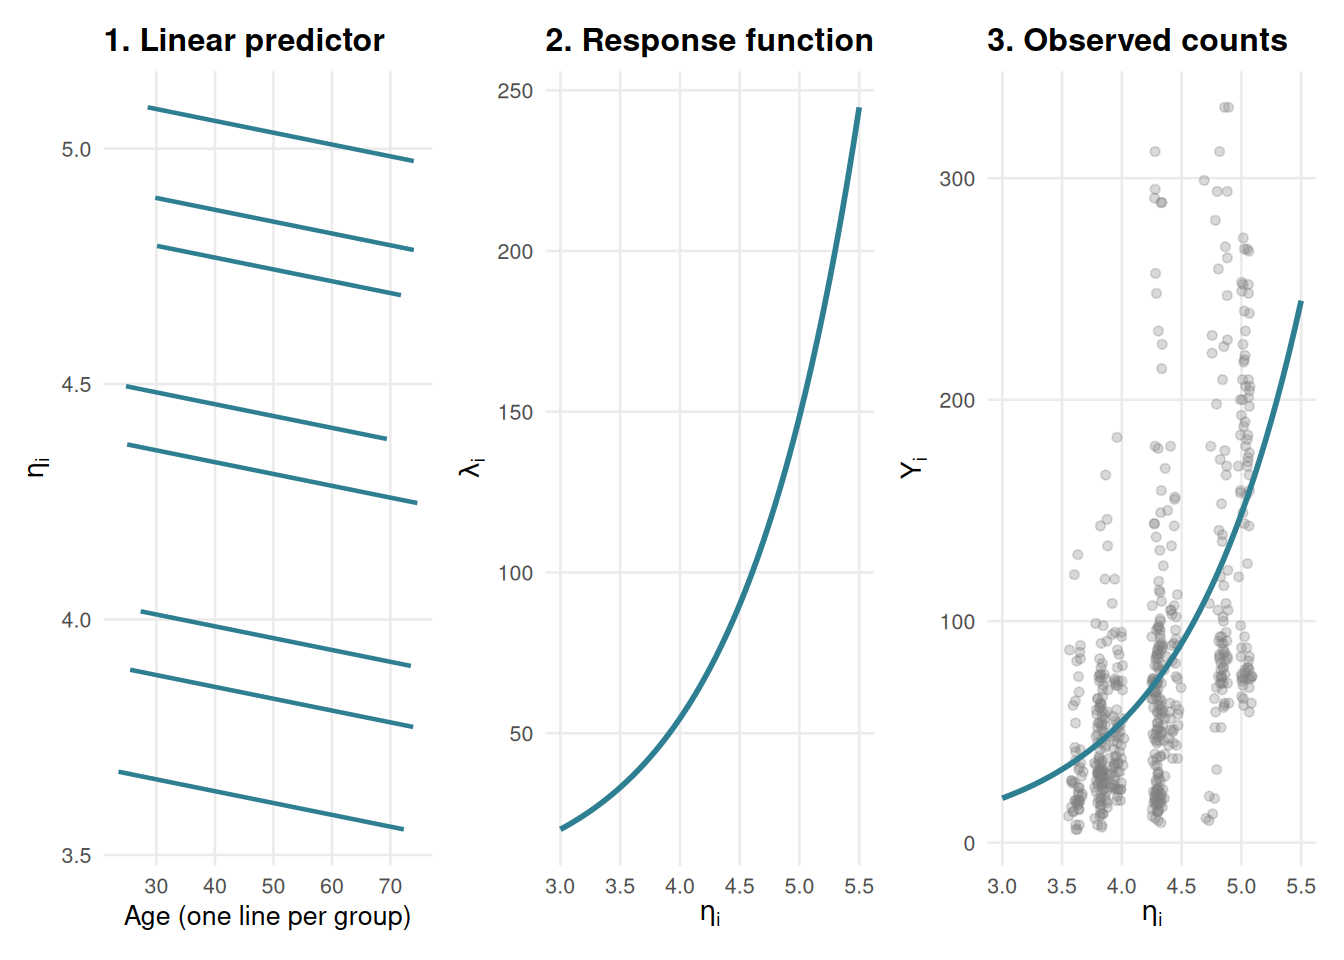 1. Linear predictor
5.0
4.5
4.0
3.5
ηi
30 40 50 60 70
Age (one line per group)
2. Response function
250
200
150
100
50
λi
3.0 3.5 4.0 4.5 5.0 5.5
ηi
3. Observed counts
300
200
100
0
Yi
3.0 3.5 4.0 4.5 5.0 5.5
ηi